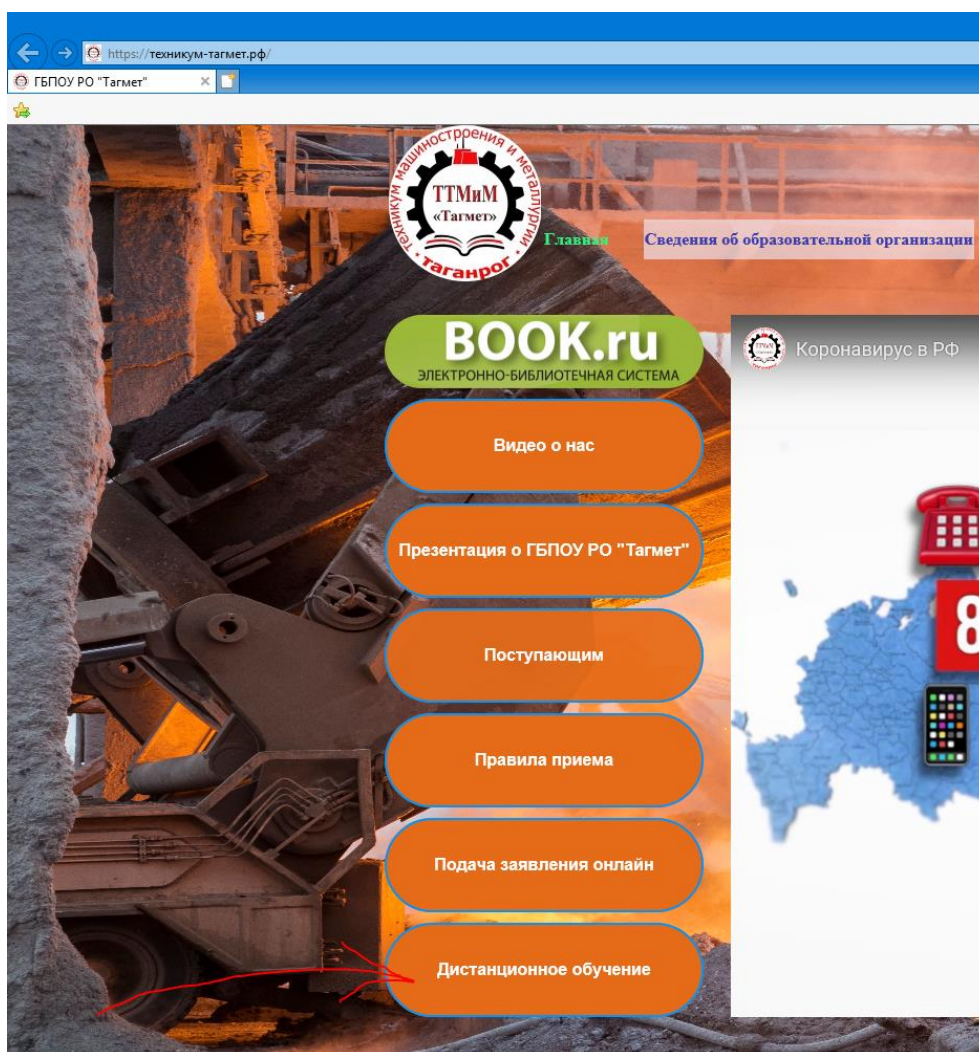 https://техникум-тагмет.рф/
ГБПОУ РО "Тагмет"
техникум машиностроения и металлургии
ТТМиМ
«Тагмет»
• таганрог •
Главная
Сведения об образовательной организации
BOOK.ru
ЭЛЕКТРОННО-БИБЛИОТЕЧНАЯ СИСТЕМА
Коронавирус в РФ
8
Видео о нас
Презентация о ГБПОУ РО "Тагмет"
Поступающим
Правила приема
Подача заявления онлайн
Дистанционное обучение